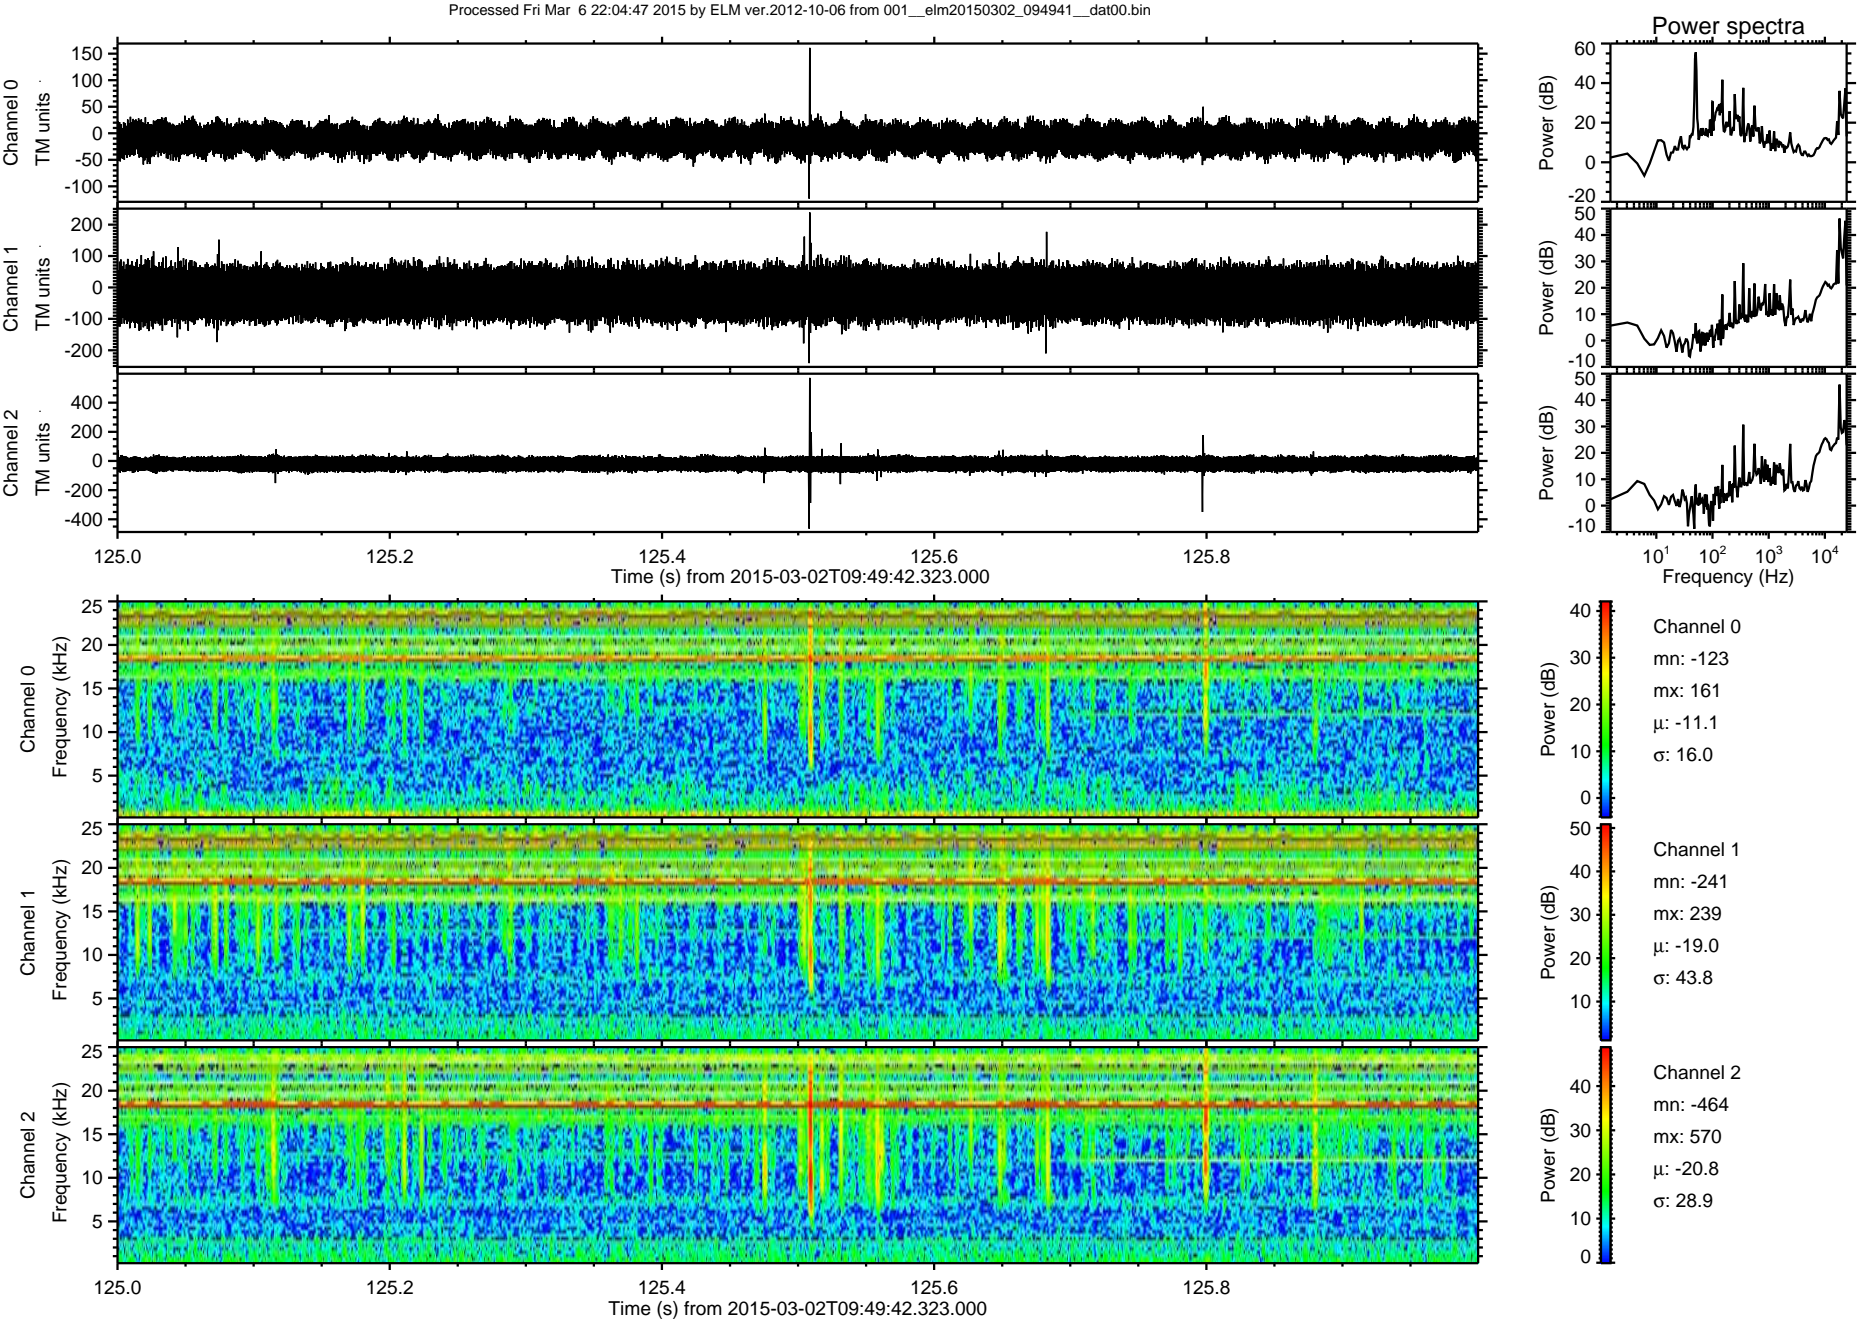 Processed Fri Mar  6 22:04:47 2015 by ELM ver.2012-10-06 from 001__elm20150302_094941__dat00.bin
Power spectra
Channel 0
TM units
150
100
50
0
-50
-100
Power (dB)
60
40
20
0
-20
Channel 1
TM units
200
100
0
-100
-200
Power (dB)
50
40
30
20
10
0
-10
Channel 2
TM units
400
200
0
-200
-400
Power (dB)
50
40
30
20
10
0
-10
125.0 125.2 125.4 125.6 125.8
Time (s) from 2015-03-02T09:49:42.323.000
10¹ 10² 10³ 10⁴
Frequency (Hz)
Channel 0
Frequency (kHz)
25
20
15
10
5
Power (dB)
40
30
20
10
0
Channel 0
mn: -123
mx: 161
μ: -11.1
σ: 16.0
Channel 1
Frequency (kHz)
25
20
15
10
5
Power (dB)
50
40
30
20
10
Channel 1
mn: -241
mx: 239
μ: -19.0
σ: 43.8
Channel 2
Frequency (kHz)
25
20
15
10
5
Power (dB)
40
30
20
10
0
Channel 2
mn: -464
mx: 570
μ: -20.8
σ: 28.9
125.0 125.2 125.4 125.6 125.8
Time (s) from 2015-03-02T09:49:42.323.000